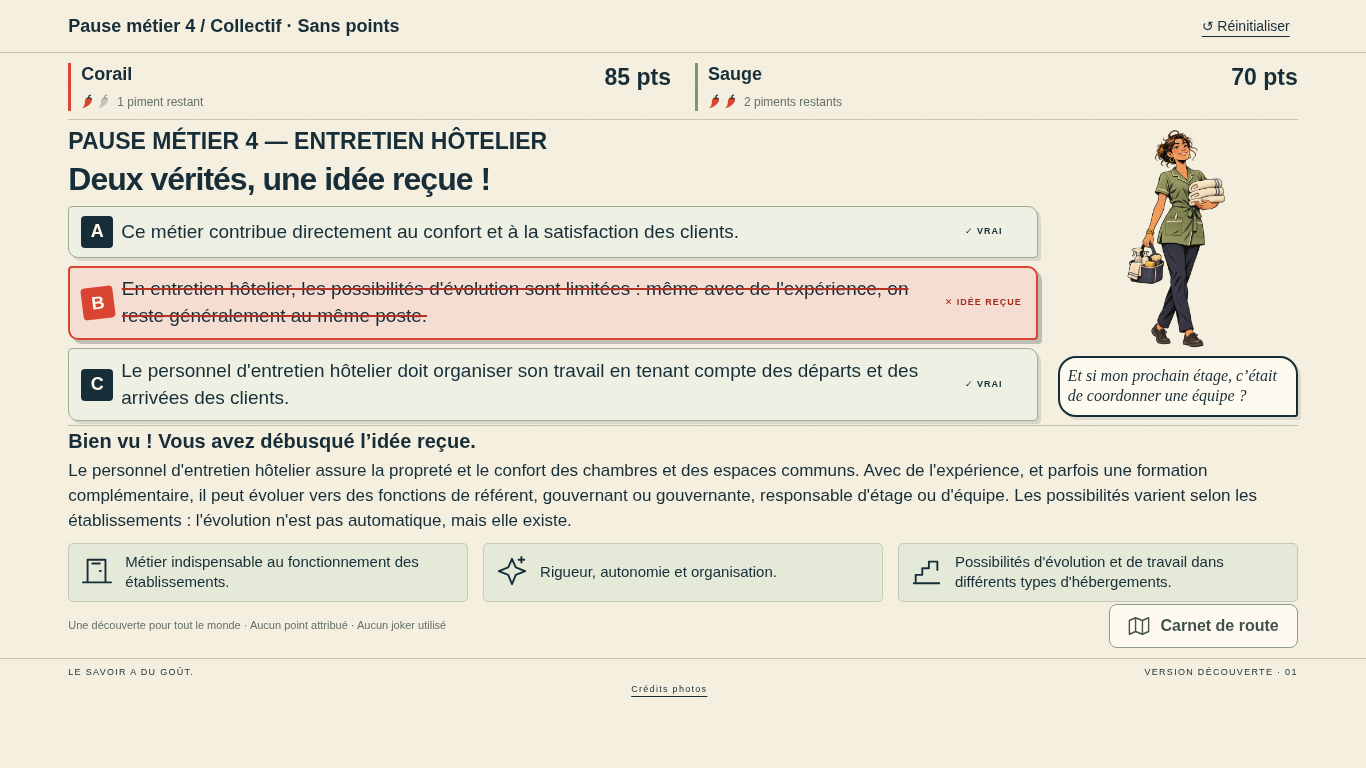 Pause métier 4 / Collectif · Sans points
↺ Réinitialiser
Corail
85 pts
1 piment restant
Sauge
70 pts
2 piments restants
PAUSE MÉTIER 4 — ENTRETIEN HÔTELIER
Deux vérités, une idée reçue !
A
Ce métier contribue directement au confort et à la satisfaction des clients.
✓ VRAI
B
En entretien hôtelier, les possibilités d'évolution sont limitées : même avec de l'expérience, on
reste généralement au même poste.
✕ IDÉE REÇUE
C
Le personnel d'entretien hôtelier doit organiser son travail en tenant compte des départs et des
arrivées des clients.
✓ VRAI
Et si mon prochain étage, c’était
de coordonner une équipe ?
Bien vu ! Vous avez débusqué l’idée reçue.
Le personnel d'entretien hôtelier assure la propreté et le confort des chambres et des espaces communs. Avec de l'expérience, et parfois une formation
complémentaire, il peut évoluer vers des fonctions de référent, gouvernant ou gouvernante, responsable d'étage ou d'équipe. Les possibilités varient selon les
établissements : l'évolution n'est pas automatique, mais elle existe.
Métier indispensable au fonctionnement des
établissements.
Rigueur, autonomie et organisation.
Possibilités d'évolution et de travail dans
différents types d'hébergements.
Une découverte pour tout le monde · Aucun point attribué · Aucun joker utilisé
Carnet de route
LE SAVOIR A DU GOÛT.
VERSION DÉCOUVERTE · 01
Crédits photos